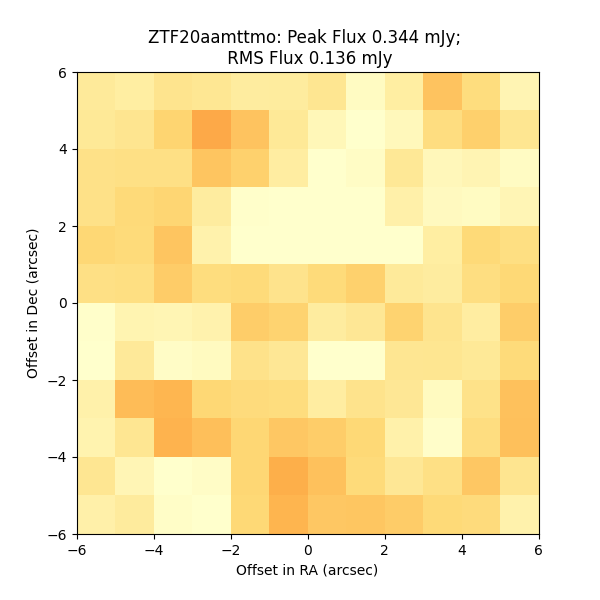 ZTF20aamttmo: Peak Flux 0.344 mJy;
RMS Flux 0.136 mJy
6
4
2
0
−2
−4
−6
Offset in Dec (arcsec)
−6 −4 −2 0 2 4 6
Offset in RA (arcsec)